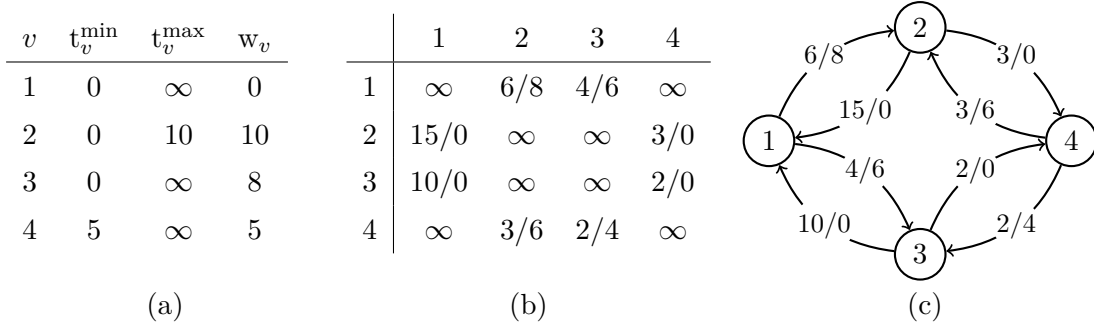 v t_v^min t_v^max w_v
1 0 ∞ 0
2 0 10 10
3 0 ∞ 8
4 5 ∞ 5
(a)
1 2 3 4
1 ∞ 6/8 4/6 ∞
2 15/0 ∞ ∞ 3/0
3 10/0 ∞ ∞ 2/0
4 ∞ 3/6 2/4 ∞
(b)
2
6/8 3/0
15/0 3/6
1 4
4/6 2/0
10/0 2/4
3
(c)